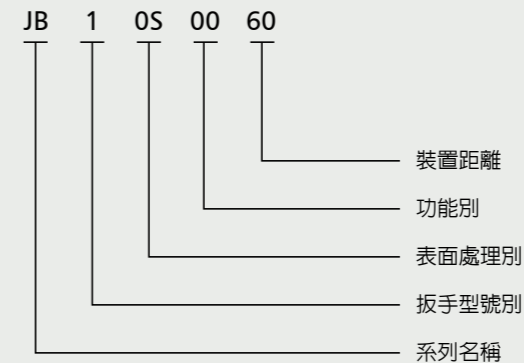 JB 1 0S 00 60
裝置距離
功能別
表面處理別
扳手型號別
系列名稱